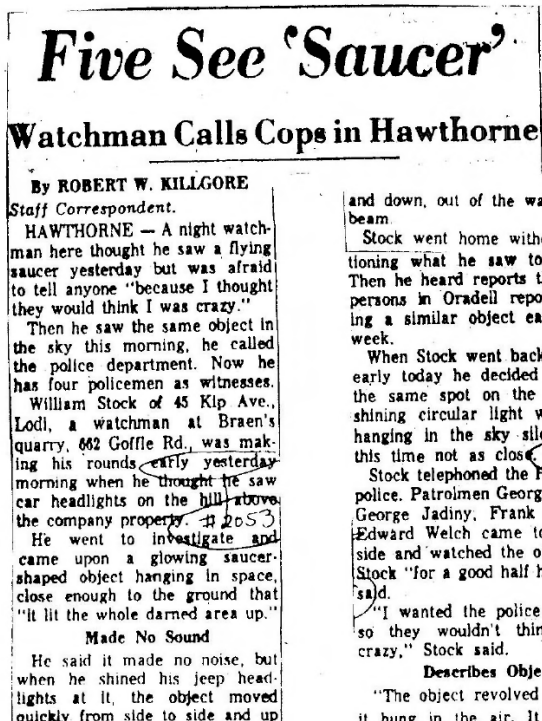 Five See 'Saucer'
Watchman Calls Cops in Hawthorne
By ROBERT W. KILLGORE
Staff Correspondent.
HAWTHORNE — A night watch-
man here thought he saw a flying
saucer yesterday but was afraid
to tell anyone "because I thought
they would think I was crazy."
Then he saw the same object in
the sky this morning, he called
the police department. Now he
has four policemen as witnesses.
William Stock of 45 Kip Ave.,
Lodi, a watchman at Braen's
quarry, 662 Goffle Rd., was mak-
ing his rounds early yesterday
morning when he thought he saw
car headlights on the hill above
the company property. #2053
He went to investigate and
came upon a glowing saucer-
shaped object hanging in space,
close enough to the ground that
"it lit the whole darned area up."
Made No Sound
He said it made no noise, but
when he shined his jeep head-
lights at it, the object moved
quickly from side to side and up
and down, out of the
beam.
Stock went home
tioning what he saw to
Then he heard reports
persons in Oradell
ing a similar object
week.
When Stock went
early today he decided
the same spot on the
shining circular light
hanging in the sky
this time not as close.
Stock telephoned the
police. Patrolmen
George Jadiny, Frank
Edward Welch came
side and watched the
Stock "for a good half
said.
"I wanted the police
so they wouldn't
crazy," Stock said.
Describes
"The object revolved
it hung in the air. It